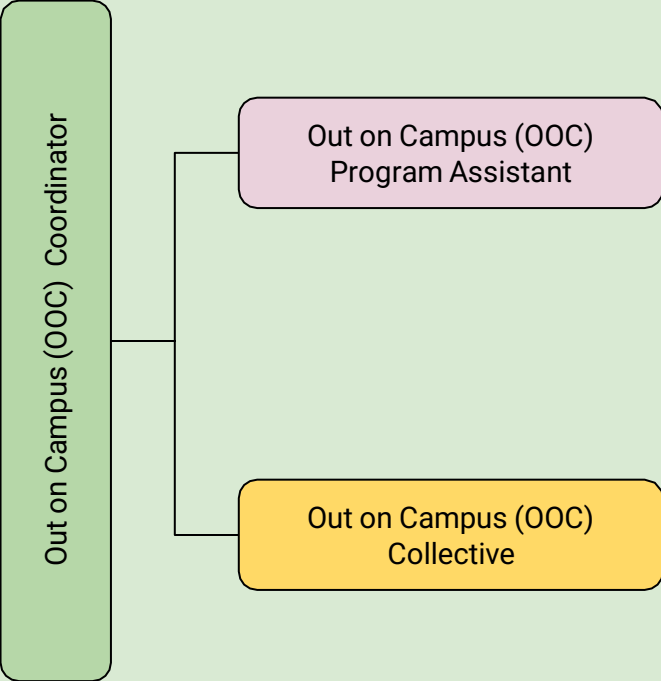 Out on Campus (OOC) Coordinator
Out on Campus (OOC)
Program Assistant
Out on Campus (OOC)
Collective